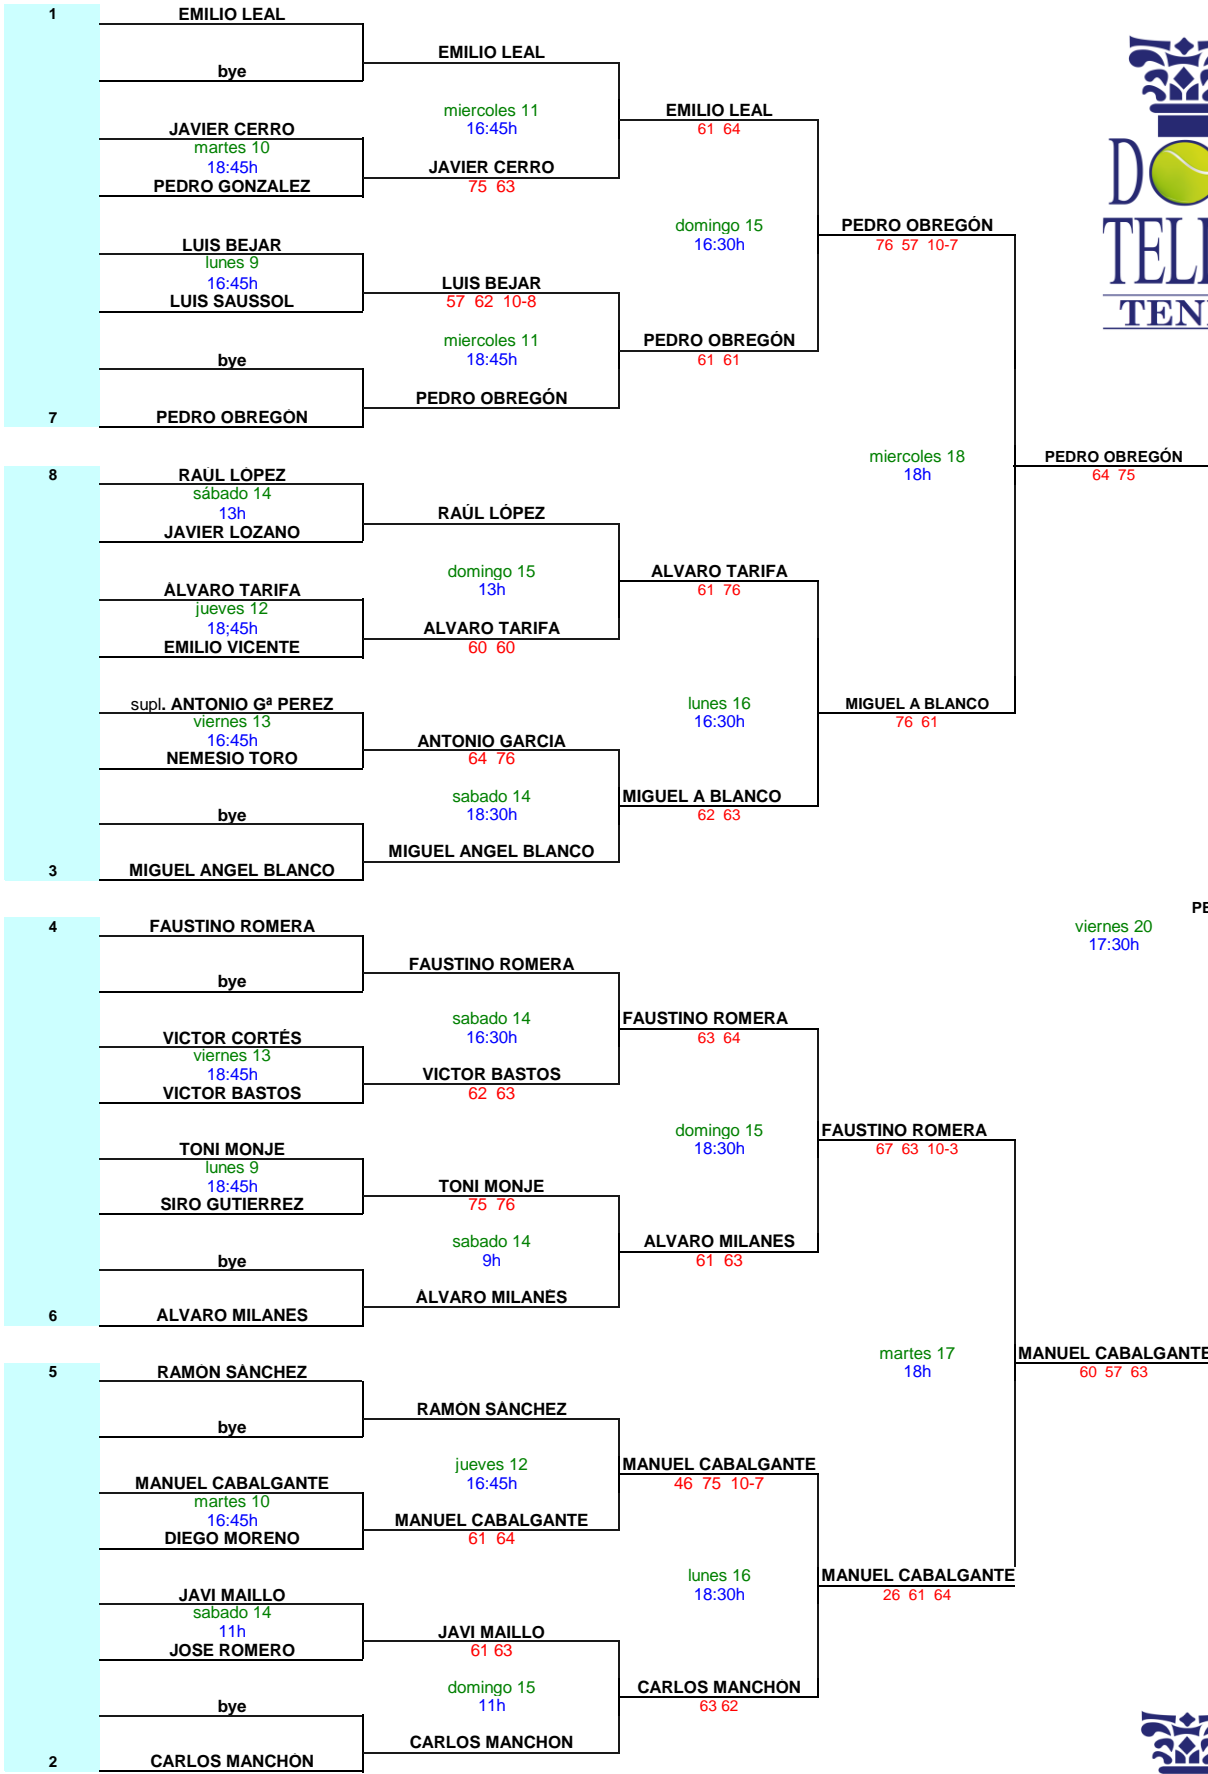 1 EMILIO LEAL
EMILIO LEAL
bye
miercoles 11 EMILIO LEAL
JAVIER CERRO 16:45h 61 64
martes 10
18:45h JAVIER CERRO
PEDRO GONZALEZ 75 63
domingo 15 PEDRO OBREGÓN
LUIS BEJAR 16:30h 76 57 10-7
lunes 9
16:45h LUIS BEJAR
LUIS SAUSSOL 57 62 10-8
miercoles 11 PEDRO OBREGÓN
bye 18:45h 61 61
PEDRO OBREGÓN
7 PEDRO OBREGÓN
miercoles 18 PEDRO OBREGÓN
8 RAÚL LÓPEZ 18h 64 75
sábado 14
13h RAÚL LÓPEZ
JAVIER LOZANO
domingo 15 ALVARO TARIFA
ÁLVARO TARIFA 13h 61 76
jueves 12
18;45h ALVARO TARIFA
EMILIO VICENTE 60 60
supl. ANTONIO Gª PEREZ lunes 16 MIGUEL A BLANCO
viernes 13 16:30h 76 61
16:45h ANTONIO GARCIA
NEMESIO TORO 64 76
sabado 14 MIGUEL A BLANCO
bye 18:30h 62 63
MIGUEL ANGEL BLANCO
3 MIGUEL ANGEL BLANCO
4 FAUSTINO ROMERA viernes 20
17:30h
FAUSTINO ROMERA
bye
sabado 14 FAUSTINO ROMERA
VICTOR CORTÉS 16:30h 63 64
viernes 13
18:45h VICTOR BASTOS
VICTOR BASTOS 62 63
domingo 15 FAUSTINO ROMERA
TONI MONJE 18:30h 67 63 10-3
lunes 9
18:45h TONI MONJE
SIRO GUTIERREZ 75 76
sabado 14 ALVARO MILANES
bye 9h 61 63
ÁLVARO MILANÉS
6 ALVARO MILANES
martes 17 MANUEL CABALGANTE
5 RAMÓN SÁNCHEZ 18h 60 57 63
RAMÓN SÁNCHEZ
bye
jueves 12 MANUEL CABALGANTE
MANUEL CABALGANTE 16:45h 46 75 10-7
martes 10
16:45h MANUEL CABALGANTE
DIEGO MORENO 61 64
lunes 16 MANUEL CABALGANTE
JAVI MAILLO 18:30h 26 61 64
sabado 14
11h JAVI MAILLO
JOSE ROMERO 61 63
domingo 15 CARLOS MANCHÓN
bye 11h 63 62
CARLOS MANCHON
2 CARLOS MANCHÓN